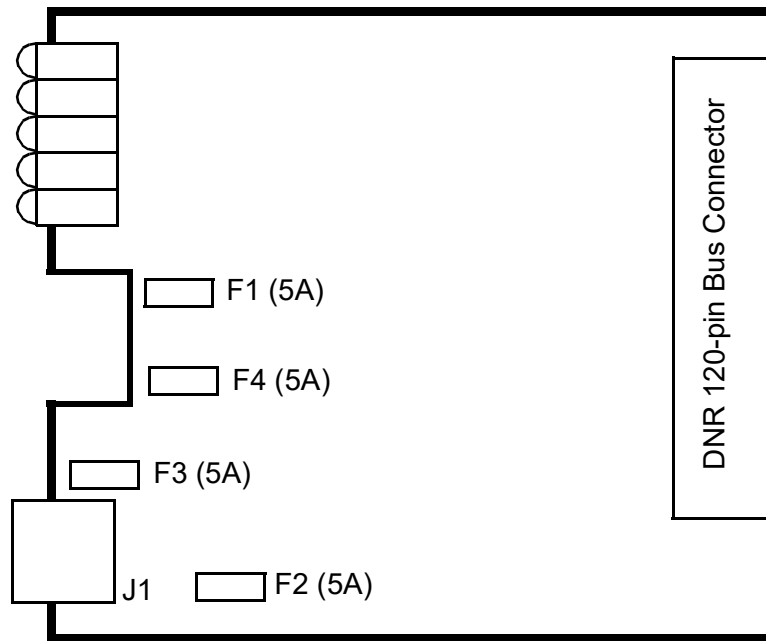 F1 (5A)
F4 (5A)
F3 (5A)
J1
F2 (5A)
DNR 120-pin Bus Connector